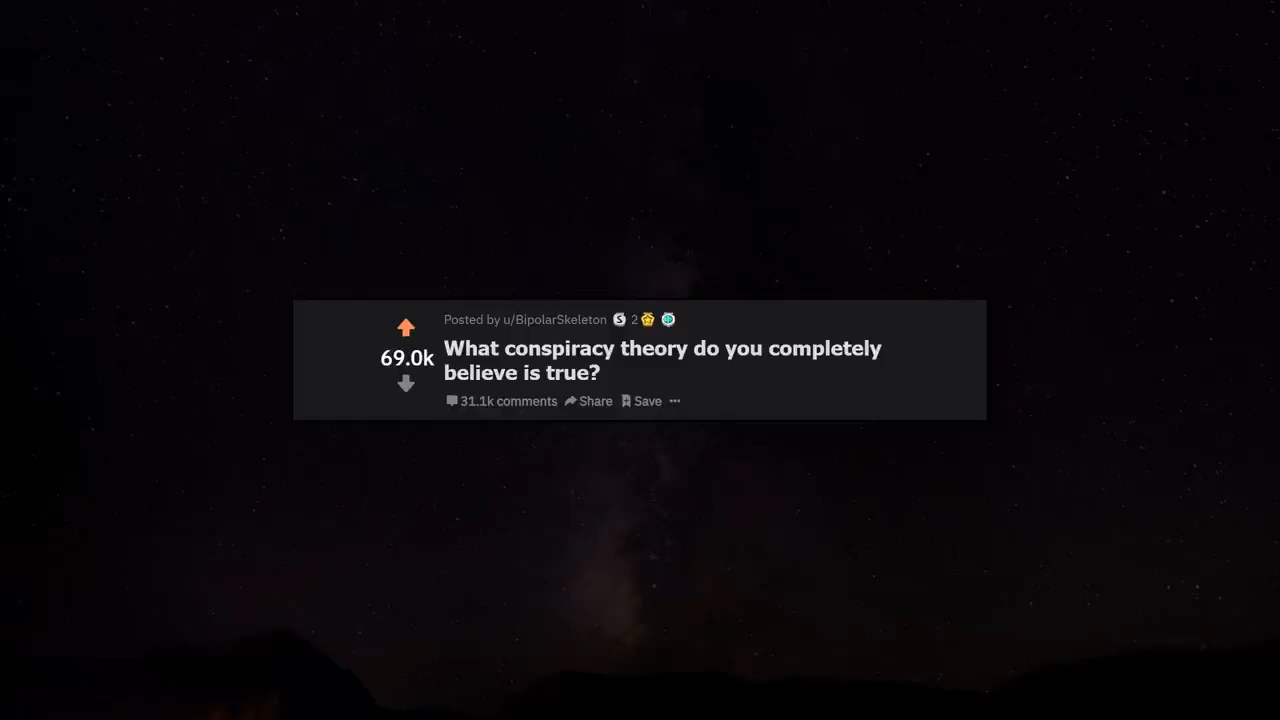 Posted by u/BipolarSkeleton S 2
69.0k
What conspiracy theory do you completely
believe is true?
31.1k comments Share Save ···